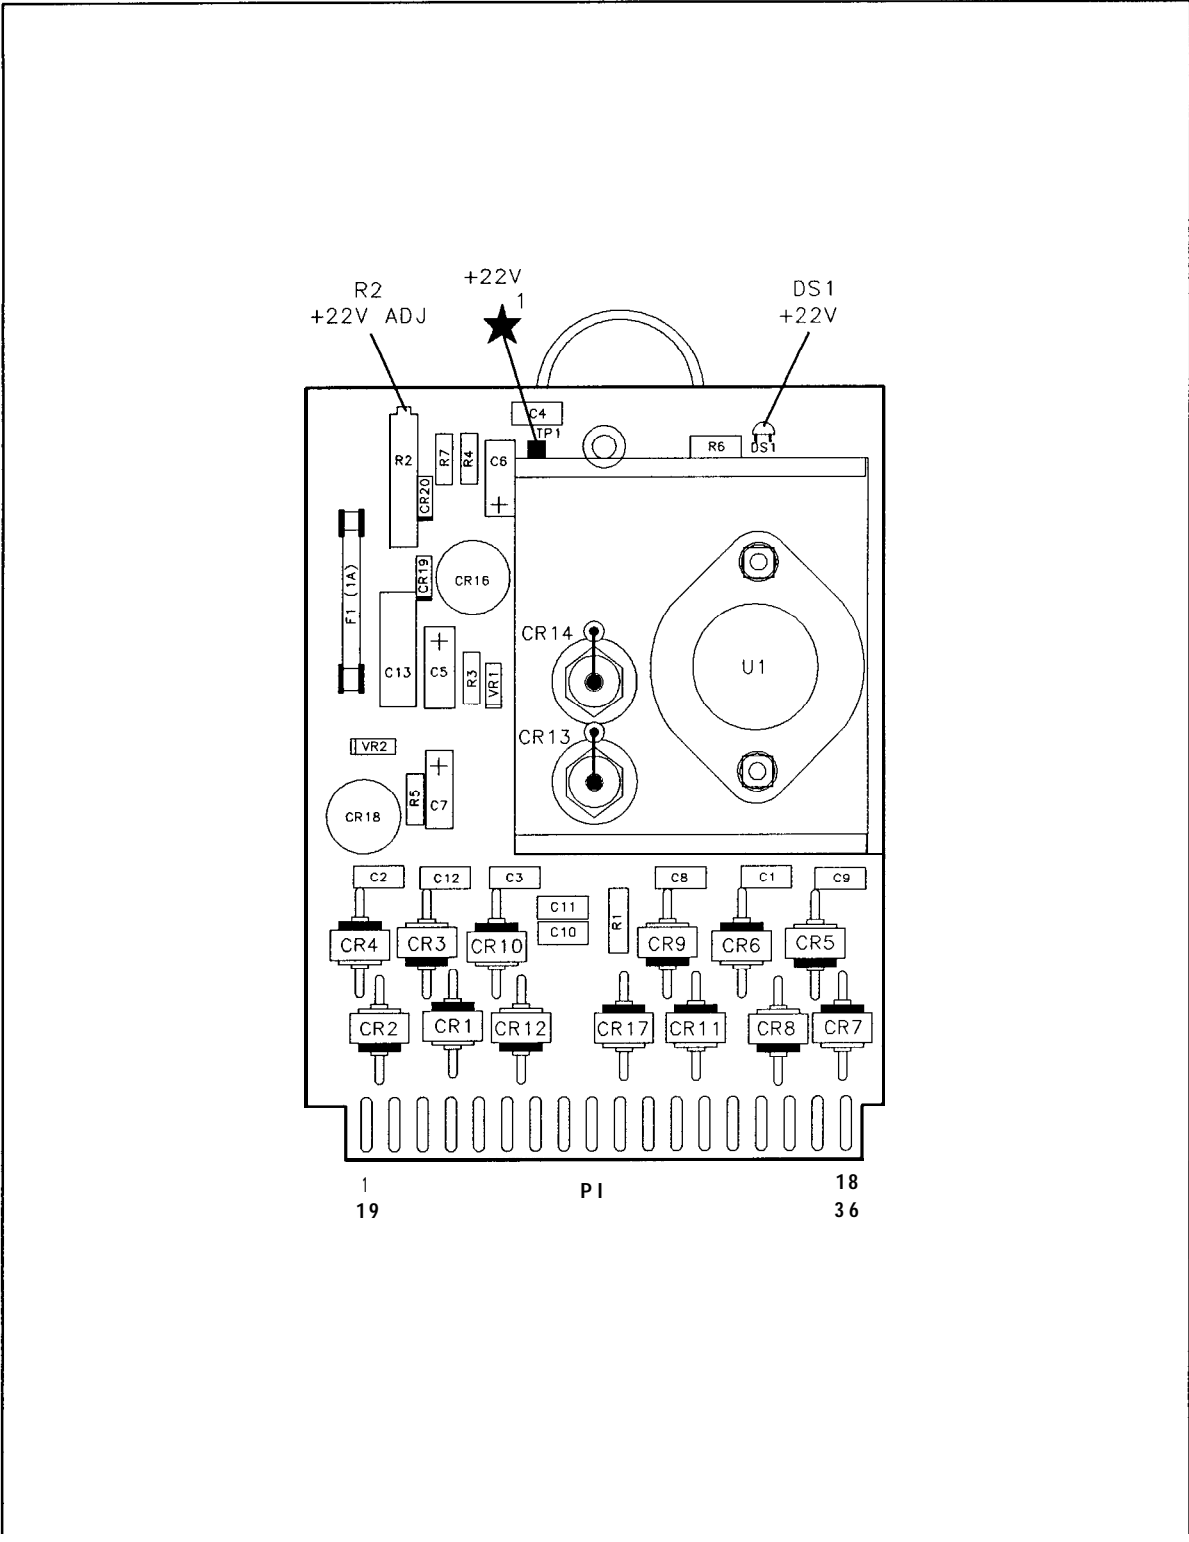 R2
+22V ADJ
+22V
1
DS1
+22V
C4
TP1
R2
R7
R4
C6
+
R6
DS1
CR20
F1 (1A)
CR19
CR16
C13
+
C5
R3
VR1
CR14
U1
CR13
VR2
+
C7
R5
CR18
C2
C12
C3
C11
C10
R1
C8
C1
C9
CR4
CR3
CR10
CR9
CR6
CR5
CR2
CR1
CR12
CR17
CR11
CR8
CR7
1
19
PI
18
36